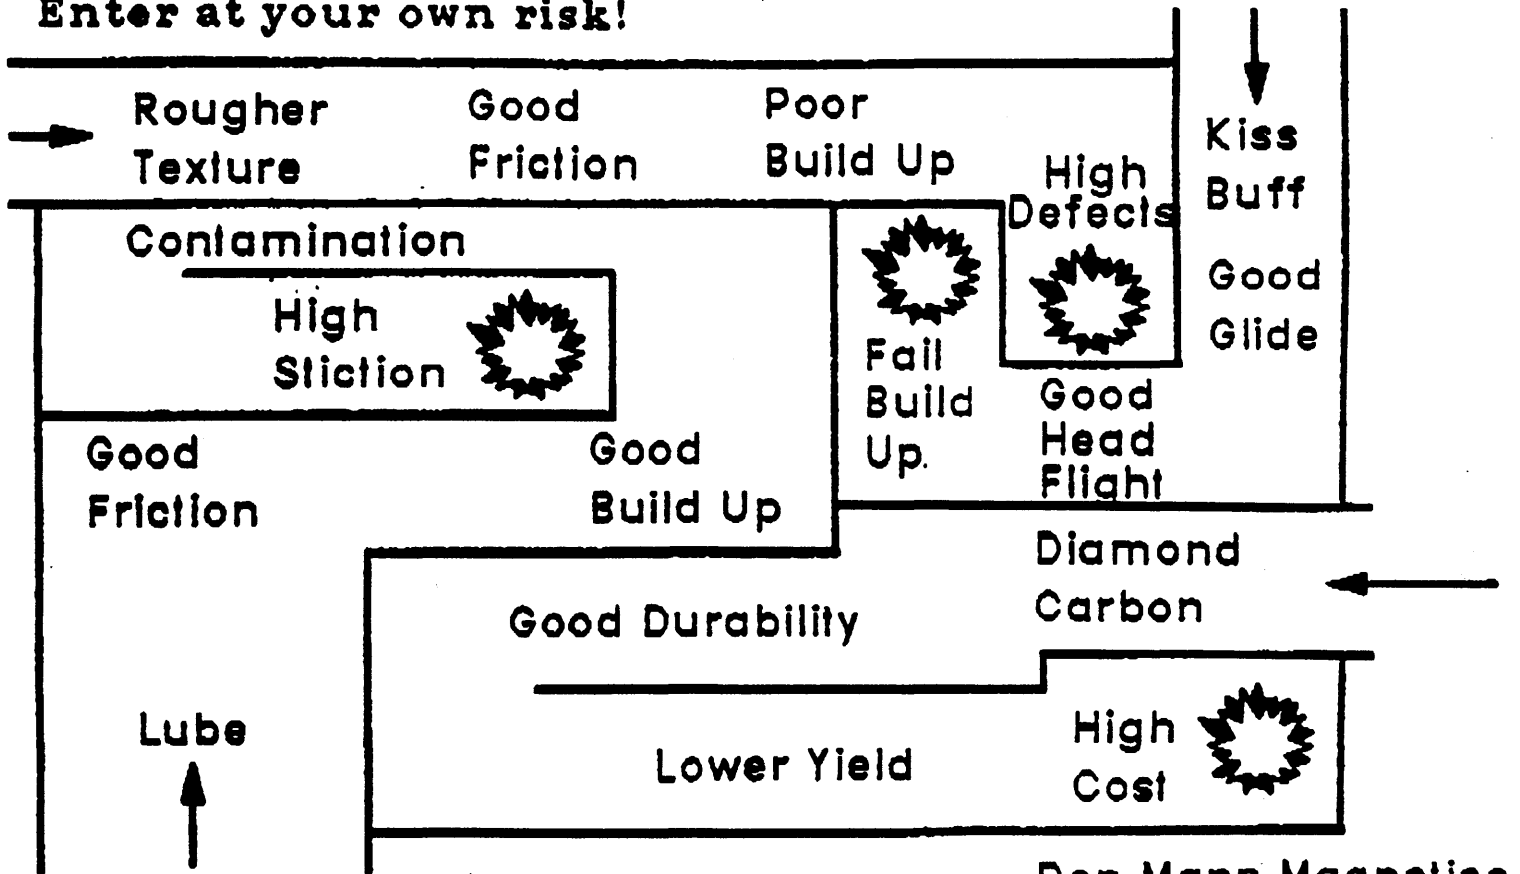 Enter at your own risk!
Rougher
Texture
Good
Friction
Poor
Build Up
High
Defects
Kiss
Buff
Good
Glide
Contamination
High
Stiction
Fail
Build
Up.
Good
Head
Flight
Good
Friction
Good
Build Up
Diamond
Carbon
Good Durability
Lube
Lower Yield
High
Cost
Mann Magnetics